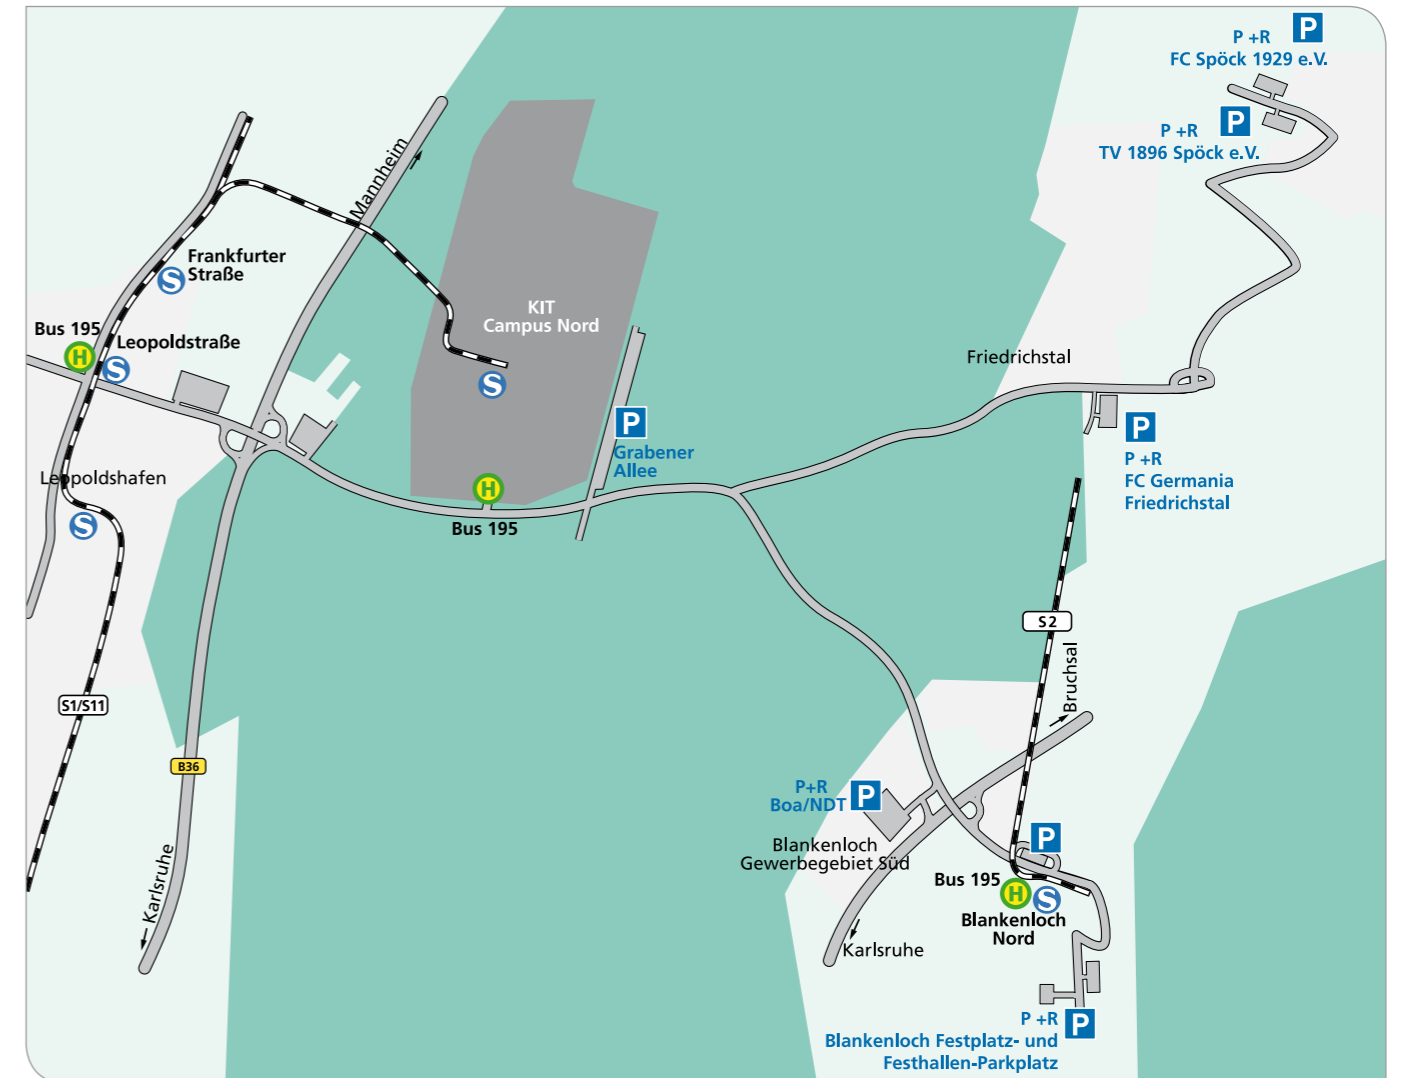 P
P +R
FC Spöck 1929 e.V.
P
P +R
TV 1896 Spöck e.V.
Mannheim
Frankfurter
Straße
S
KIT
Campus Nord
Bus 195
H
Leopoldstraße
S
S
Friedrichstal
P
Grabener
Allee
P
P +R
FC Germania
Friedrichstal
Leopoldshafen
S
H
Bus 195
S 2
Bruchsal
S1/S11
B36
P+R
Boa/NDT
P
Blankenloch
Gewerbegebiet Süd
P
Bus 195
H
S
Blankenloch
Nord
Karlsruhe
Karlsruhe
P +R
P
Blankenloch Festplatz- und
Festhallen-Parkplatz